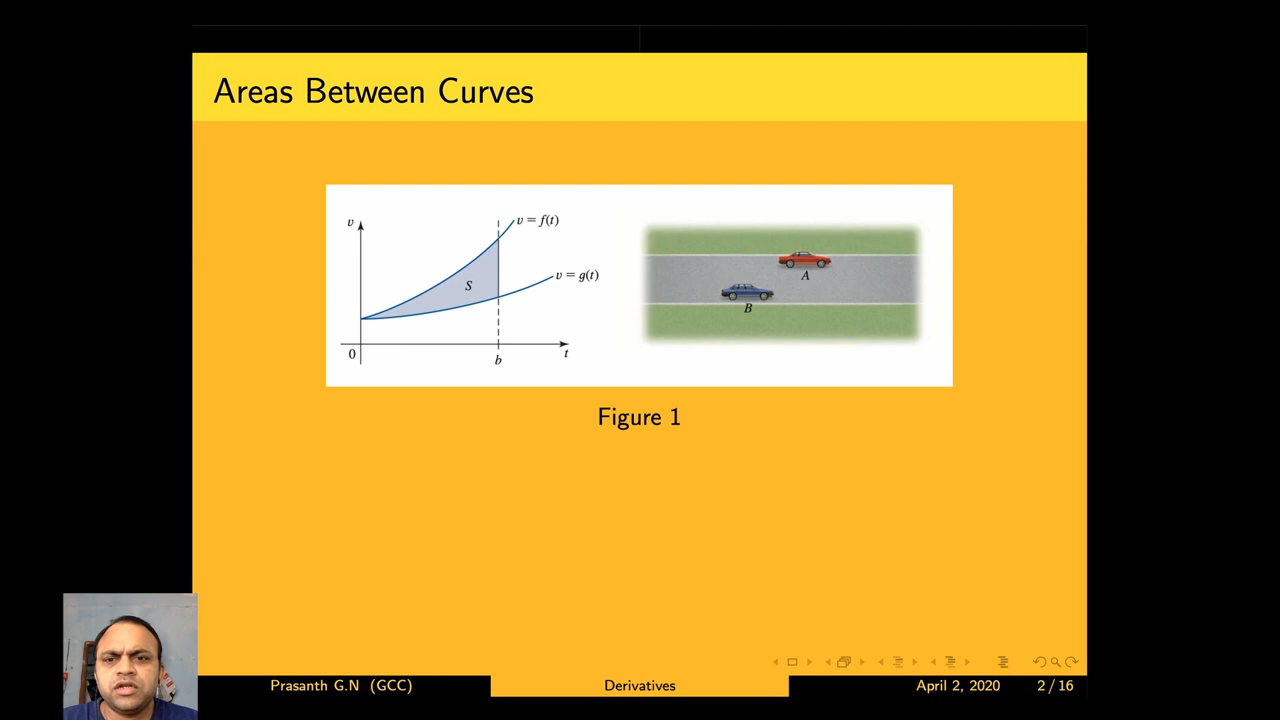 Areas Between Curves
v
v = f(t)
v = g(t)
S
0
b
t
A
B
Figure 1
Prasanth G.N (GCC)
Derivatives
April 2, 2020
2 / 16